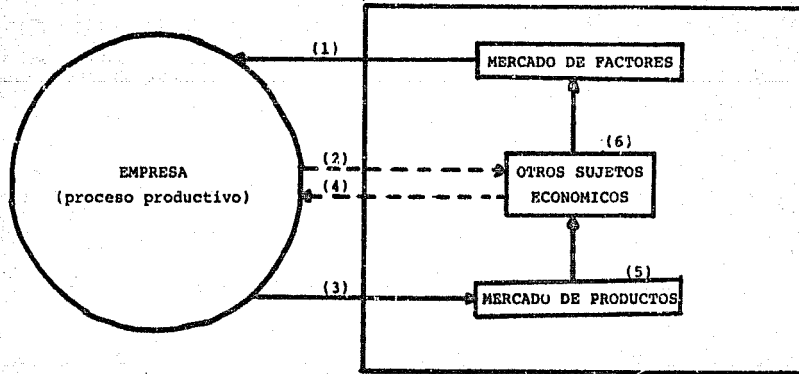 (1)
MERCADO DE FACTORES
(6)
EMPRESA
(proceso productivo)
(2)
(4)
OTROS SUJETOS
ECONOMICOS
(5)
(3)
MERCADO DE PRODUCTOS